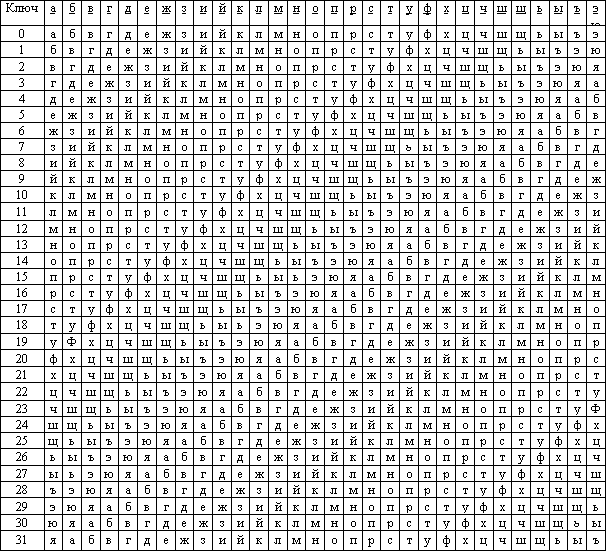 Ключ а б в г д е ж з и й к л м н о п р с т у ф х ц ч ш щ ь ы ъ э
ю
0 а б в г д е ж з и й к л м н о п р с т у ф х ц ч ш щ ь ы ъ э
1 б в г д е ж з и й к л м н о п р с т у ф х ц ч ш щ ь ы ъ э ю
2 в г д е ж з и й к л м н о п р с т у ф х ц ч ш щ ь ы ъ э ю я
3 г д е ж з и й к л м н о п р с т у ф х ц ч ш щ ь ы ъ э ю я а
4 д е ж з и й к л м н о п р с т у ф х ц ч ш щ ь ы ъ э ю я а б
5 е ж з и й к л м н о п р с т у ф х ц ч ш щ ь ы ъ э ю я а б в
6 ж з и й к л м н о п р с т у ф х ц ч ш щ ь ы ъ э ю я а б в г
7 з и й к л м н о п р с т у ф х ц ч ш щ ь ы ъ э ю я а б в г д
8 и й к л м н о п р с т у ф х ц ч ш щ ь ы ъ э ю я а б в г д е
9 й к л м н о п р с т у ф х ц ч ш щ ь ы ъ э ю я а б в г д е ж
10 к л м н о п р с т у ф х ц ч ш щ ь ы ъ э ю я а б в г д е ж з
11 л м н о п р с т у ф х ц ч ш щ ь ы ъ э ю я а б в г д е ж з и
12 м н о п р с т у ф х ц ч ш щ ь ы ъ э ю я а б в г д е ж з и й
13 н о п р с т у ф х ц ч ш щ ь ы ъ э ю я а б в г д е ж з и й к
14 о п р с т у ф х ц ч ш щ ь ы ъ э ю я а б в г д е ж з и й к л
15 п р с т у ф х ц ч ш щ ь ы ъ э ю я а б в г д е ж з и й к л м
16 р с т у ф х ц ч ш щ ь ы ъ э ю я а б в г д е ж з и й к л м н
17 с т у ф х ц ч ш щ ь ы ъ э ю я а б в г д е ж з и й к л м н о
18 т у ф х ц ч ш щ ь ы ъ э ю я а б в г д е ж з и й к л м н о п
19 у Ф х ц ч ш щ ь ы ъ э ю я а б в г д е ж з и й к л м н о п р
20 ф х ц ч ш щ ь ы ъ э ю я а б в г д е ж з и й к л м н о п р с
21 х ц ч ш щ ь ы ъ э ю я а б в г д е ж з и й к л м н о п р с т
22 ц ч ш щ ь ы ъ э ю я а б в г д е ж з и й к л м н о п р с т у
23 ч ш щ ь ы ъ э ю я а б в г д е ж з и й к л м н о п р с т у Ф
24 ш щ ь ы ъ э ю я а б в г д е ж з и й к л м н о п р с т у ф х
25 щ ь ы ъ э ю я а б в г д е ж з и й к л м н о п р с т у ф х ц
26 ь ы ъ э ю я а б в г д е ж з и й к л м н о п р с т у ф х ц ч
27 ы ъ э ю я а б в г д е ж з и й к л м н о п р с т у ф х ц ч ш
28 ъ э ю я а б в г д е ж з и й к л м н о п р с т у ф х ц ч ш щ
29 э ю я а б в г д е ж з и й к л м н о п р с т у ф х ц ч ш щ ь
30 ю я а б в г д е ж з и й к л м н о п р с т у ф х ц ч ш щ ь ы
31 я а б в г д е ж з и й к л м н о п р с т у ф х ц ч ш щ ь ы ъ